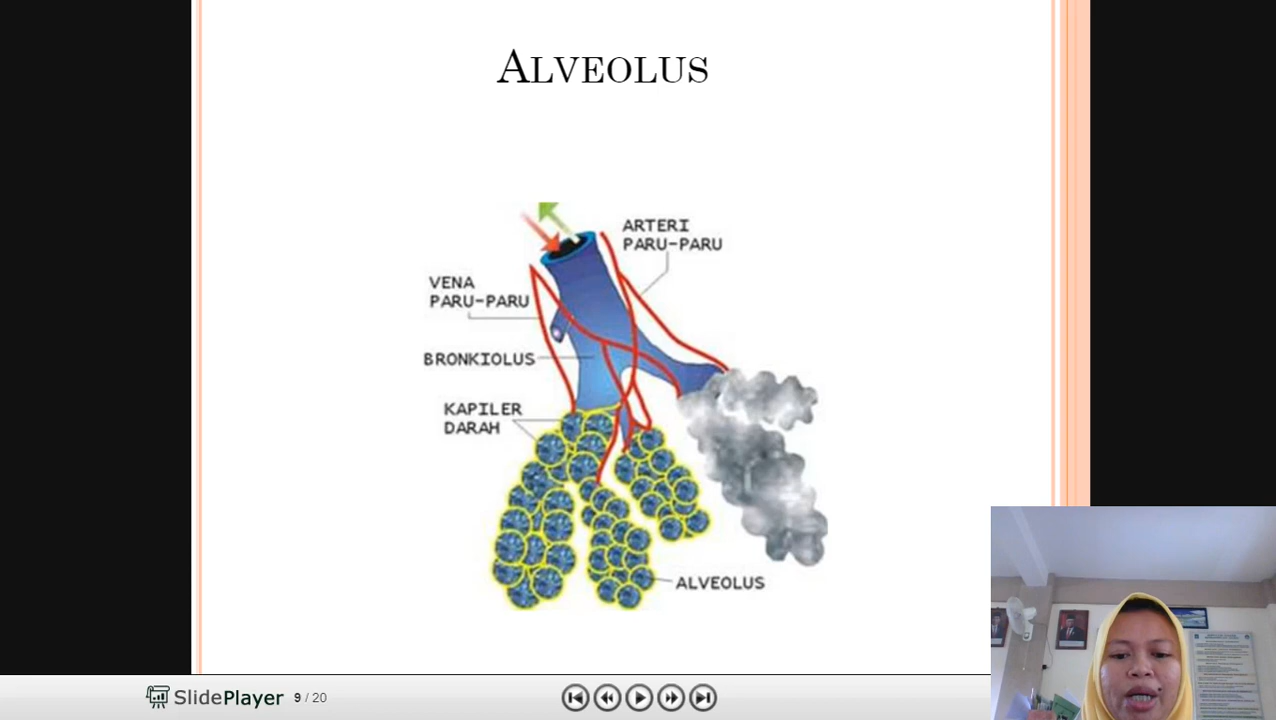 ALVEOLUS
ARTERI
PARU-PARU
VENA
PARU-PARU
BRONKIOLUS
KAPILER
DARAH
ALVEOLUS
SlidePlayer
9 / 20